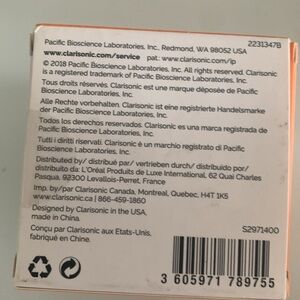 Pacific Bioscience Laboratories, Inc., Redmond, WA 98052 USA 2231347B
www.clarisonic.com/service pat: www.clarisonic.com/ip
© 2018 Pacific Bioscience Laboratories, Inc. All rights reserved. Clarisonic
is a registered trademark of Pacific Bioscience Laboratories, Inc.
Tous droits réservés. Clarisonic est une marque déposée de Pacific
Bioscience Laboratories, Inc.
Alle Rechte vorbehalten. Clarisonic ist eine registrierte Handelsmarke
der Pacific Bioscience Laboratories, Inc.
Todos los derechos reservados. Clarisonic es una marca registrada de
Pacific Bioscience Laboratories, Inc.
Tutti i diritti riservati. Clarisonic è un marchio registrato di Pacific
Bioscience Laboratories, Inc.
Distributed by/ distribué par/ vertrieben durch/ distribuido por/
distribuito da: L'Oréal Produits de Luxe International, 62 Quai Charles
Pasqua, 92300 Levallois-Perret, France
Imp. by/par Clarisonic Canada, Montreal, Quebec, H4T 1K5
www.clarisonic.ca | 866-459-1860
Designed by Clarisonic in the USA,
made in China.
Conçu par Clarisonic aux Etats-Unis,
fabriqué en China.
S2971400
3 605971 789755